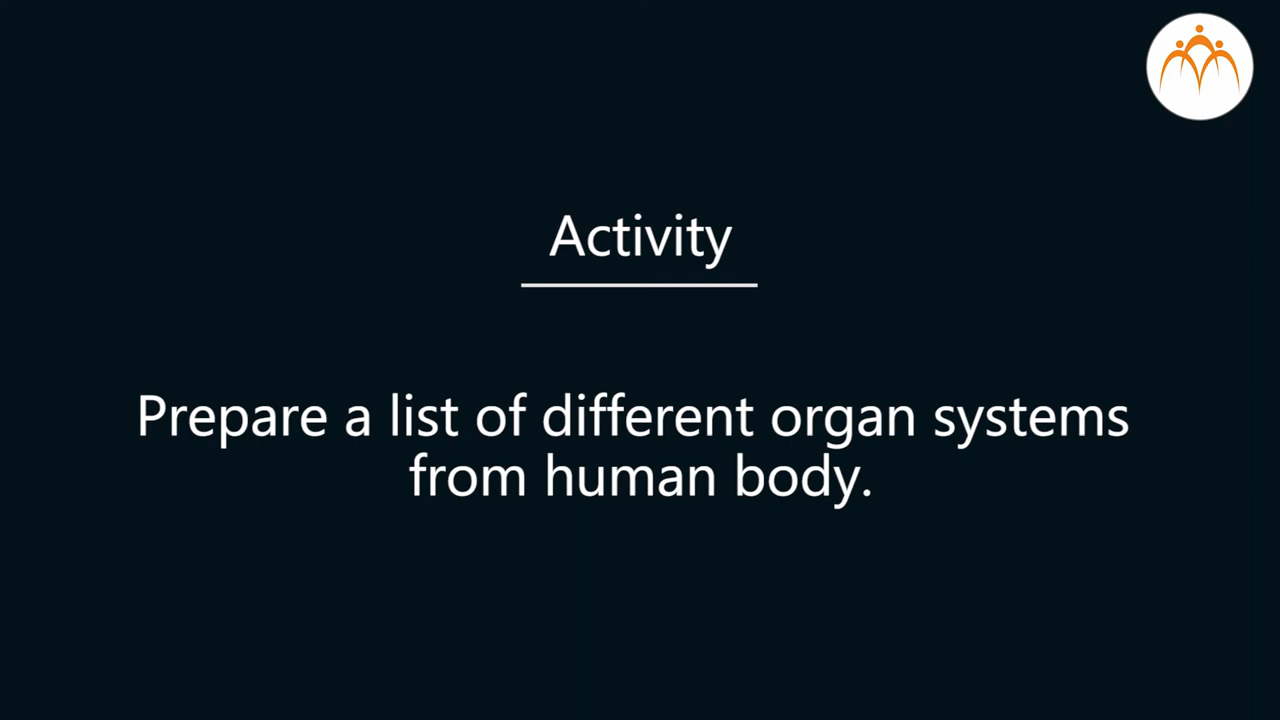 Activity
Prepare a list of different organ systems
from human body.